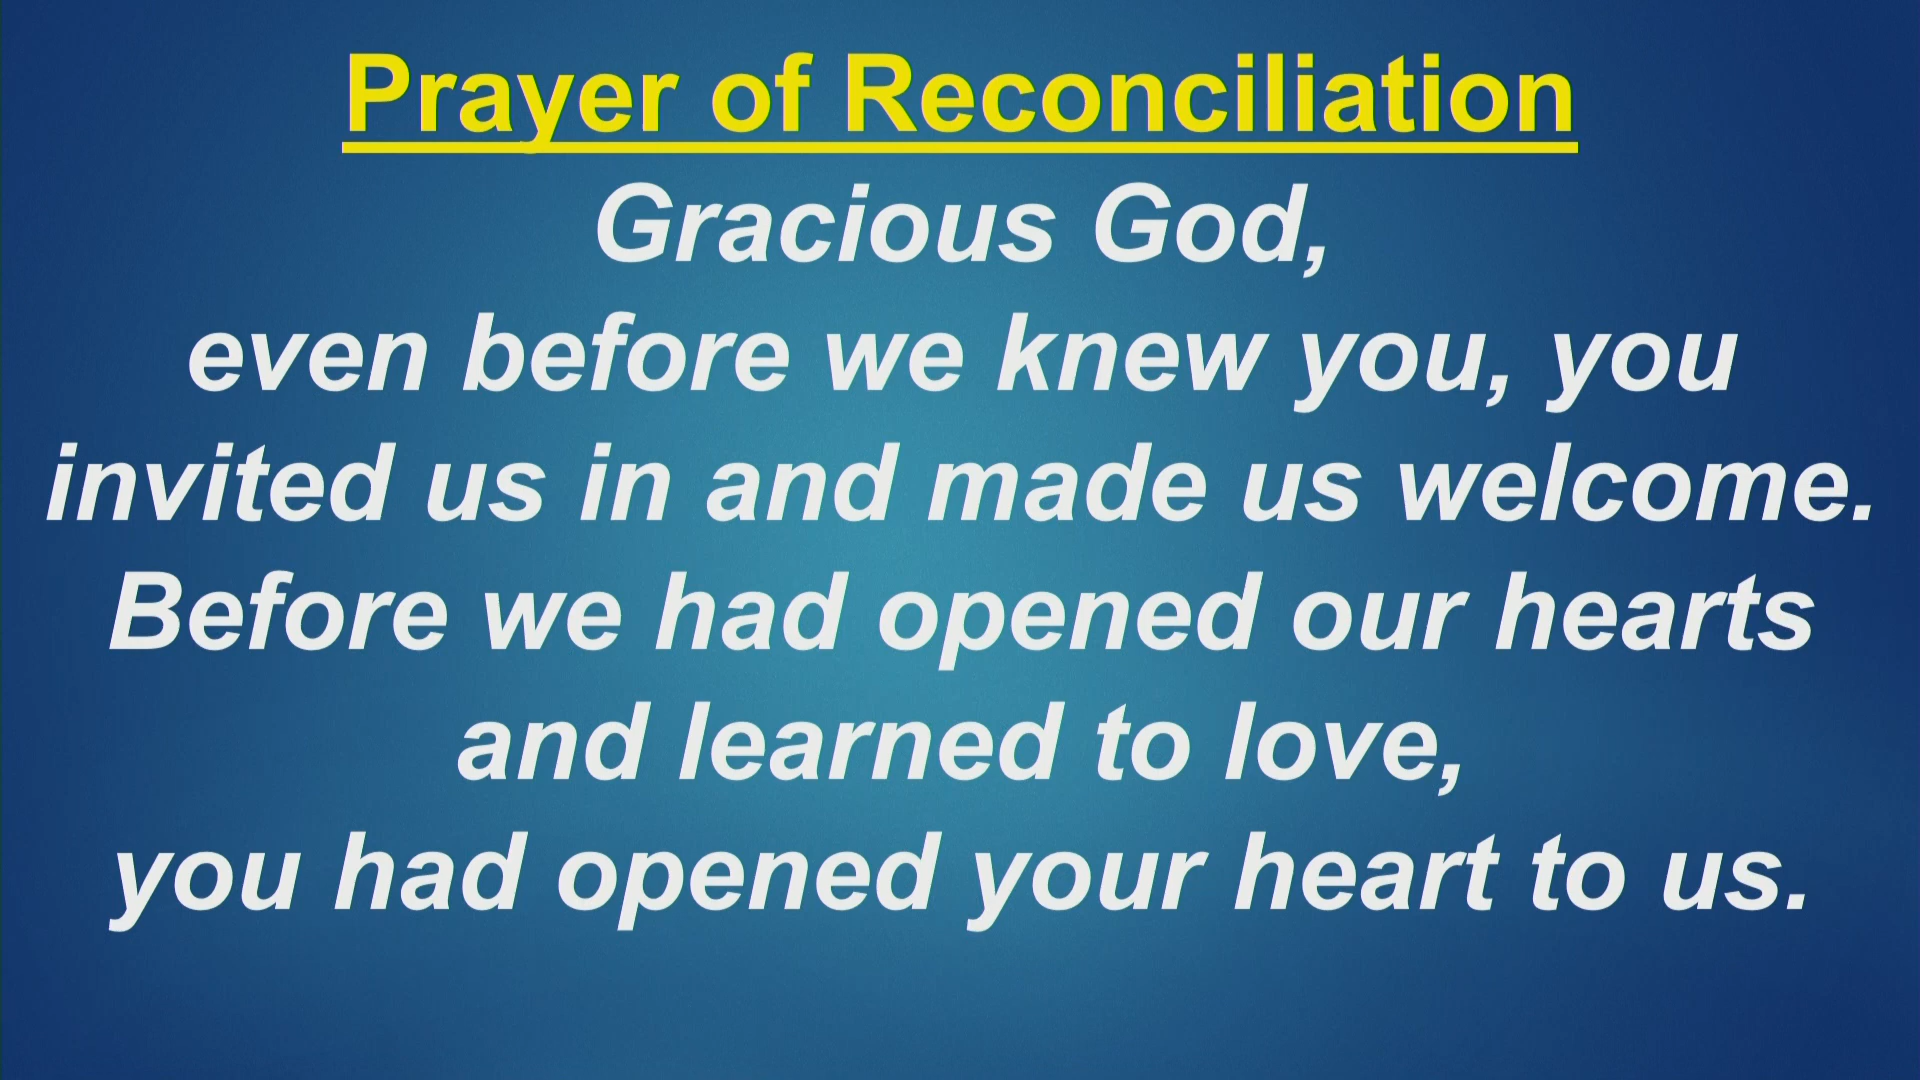 Prayer of Reconciliation
Gracious God,
even before we knew you, you
invited us in and made us welcome.
Before we had opened our hearts
and learned to love,
you had opened your heart to us.